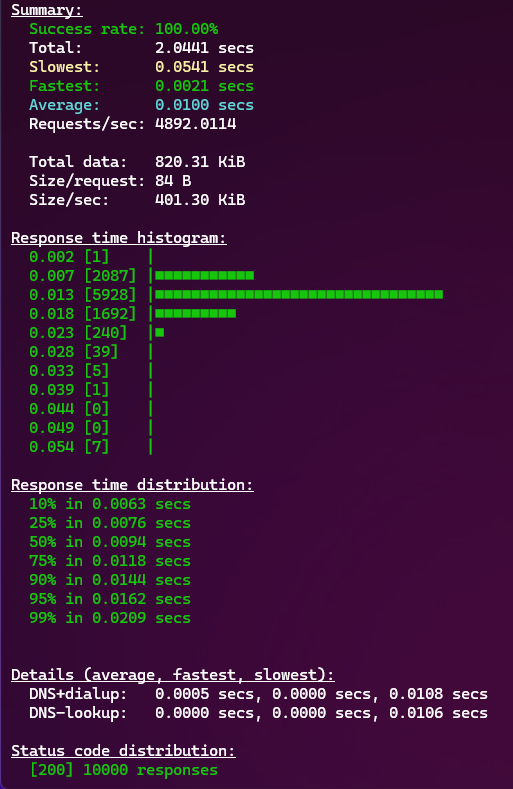 Summary:
Success rate: 100.00%
Total: 2.0441 secs
Slowest: 0.0541 secs
Fastest: 0.0021 secs
Average: 0.0100 secs
Requests/sec: 4892.0114
Total data: 820.31 KiB
Size/request: 84 B
Size/sec: 401.30 KiB
Response time histogram:
0.002 [1] |
0.007 [2087] |■■■■■■■■■■■
0.013 [5928] |■■■■■■■■■■■■■■■■■■■■■■■■■■■■■■■■
0.018 [1692] |■■■■■■■■■
0.023 [240] |■
0.028 [39] |
0.033 [5] |
0.039 [1] |
0.044 [0] |
0.049 [0] |
0.054 [7] |
Response time distribution:
10% in 0.0063 secs
25% in 0.0076 secs
50% in 0.0094 secs
75% in 0.0118 secs
90% in 0.0144 secs
95% in 0.0162 secs
99% in 0.0209 secs
Details (average, fastest, slowest):
DNS+dialup: 0.0005 secs, 0.0000 secs, 0.0108 secs
DNS-lookup: 0.0000 secs, 0.0000 secs, 0.0106 secs
Status code distribution:
[200] 10000 responses